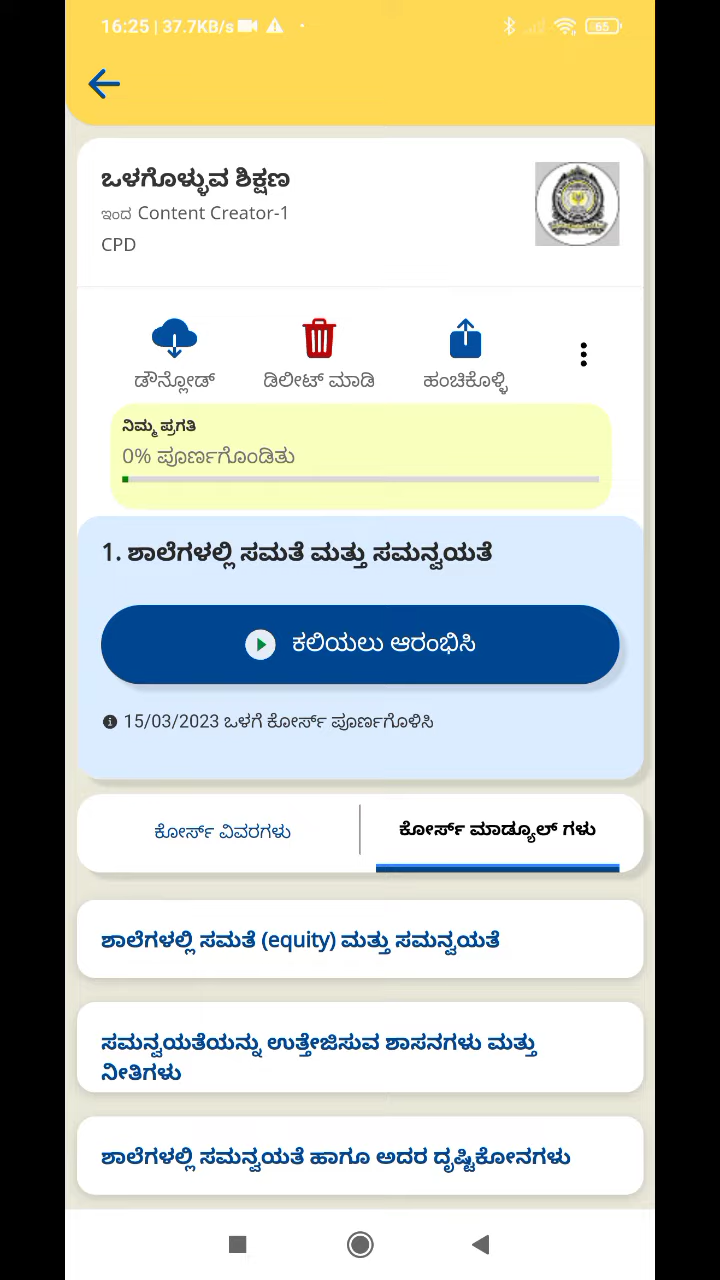 16:25 | 37.7KB/s
65
ಒಳಗೊಳ್ಳುವ ಶಿಕ್ಷಣ
ಇಂದ Content Creator-1
CPD
ಡೌನ್ಲೋಡ್ ಡಿಲೀಟ್ ಮಾಡಿ ಹಂಚಿಕೊಳ್ಳಿ
ನಿಮ್ಮ ಪ್ರಗತಿ
0% ಪೂರ್ಣಗೊಂಡಿತು
1. ಶಾಲೆಗಳಲ್ಲಿ ಸಮತೆ ಮತ್ತು ಸಮನ್ವಯತೆ
ಕಲಿಯಲು ಆರಂಭಿಸಿ
15/03/2023 ಒಳಗೆ ಕೋರ್ಸ್ ಪೂರ್ಣಗೊಳಿಸಿ
ಕೋರ್ಸ್ ವಿವರಗಳು ಕೋರ್ಸ್ ಮಾಡ್ಯೂಲ್ ಗಳು
ಶಾಲೆಗಳಲ್ಲಿ ಸಮತೆ (equity) ಮತ್ತು ಸಮನ್ವಯತೆ
ಸಮನ್ವಯತೆಯನ್ನು ಉತ್ತೇಜಿಸುವ ಶಾಸನಗಳು ಮತ್ತು
ನೀತಿಗಳು
ಶಾಲೆಗಳಲ್ಲಿ ಸಮನ್ವಯತೆ ಹಾಗೂ ಅದರ ದೃಷ್ಟಿಕೋನಗಳು